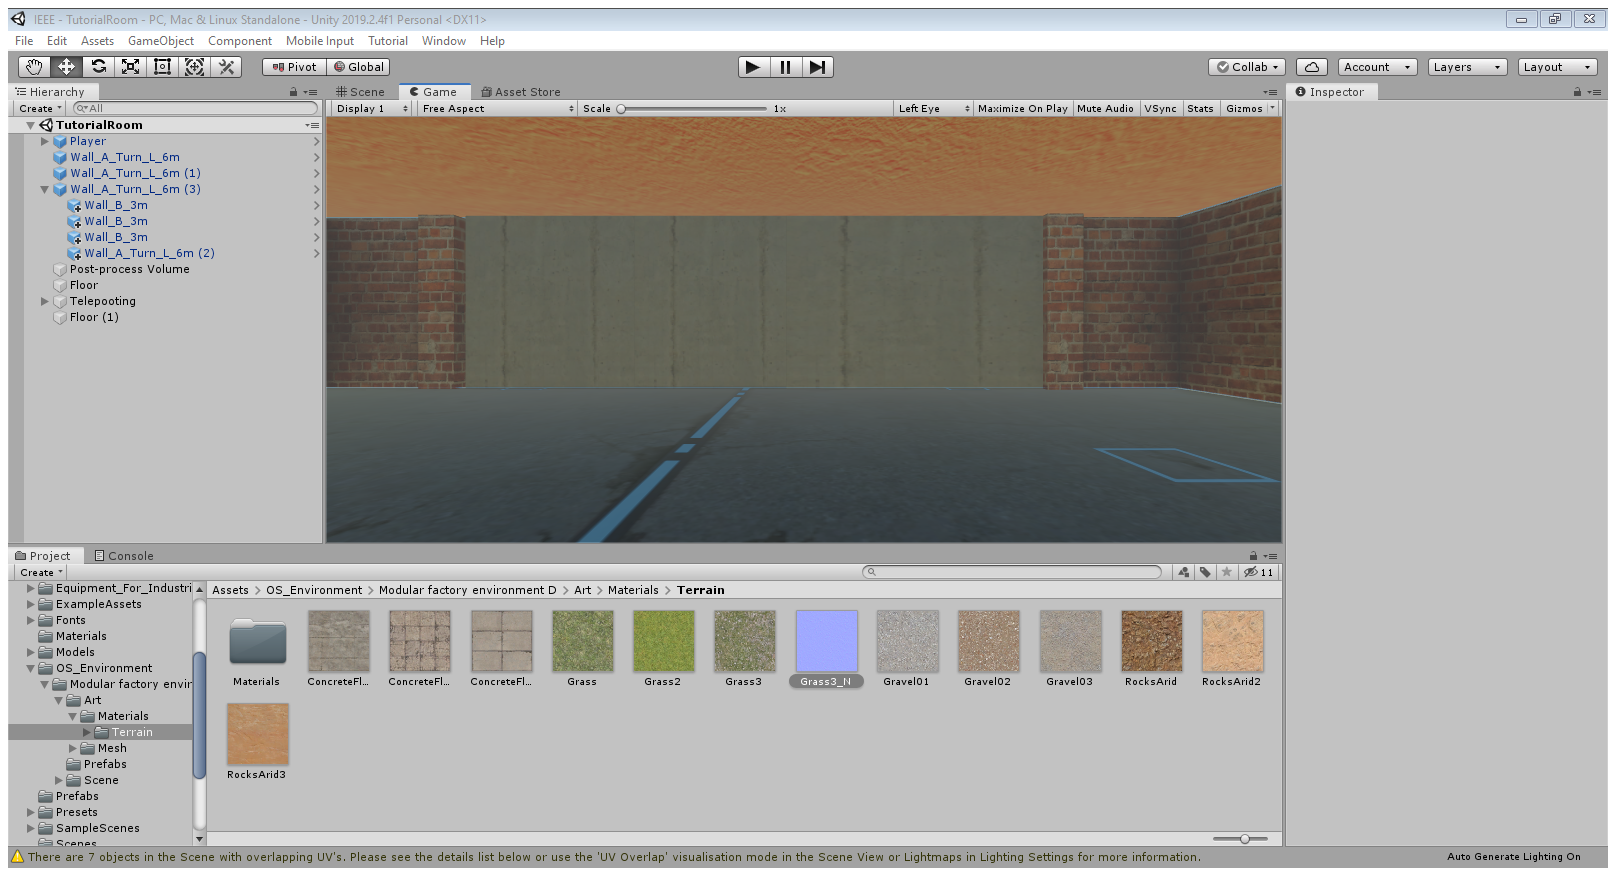 IEEE - TutorialRoom - PC, Mac & Linux Standalone - Unity 2019.2.4f1 Personal <DX11>
File Edit Assets GameObject Component Mobile Input Tutorial Window Help
Pivot Global Collab Account Layers Layout
Hierarchy Scene Game Asset Store Inspector
Create All Display 1 Free Aspect Scale 1x Left Eye Maximize On Play Mute Audio VSync Stats Gizmos
TutorialRoom
Player
Wall_A_Turn_L_6m
Wall_A_Turn_L_6m (1)
Wall_A_Turn_L_6m (3)
Wall_B_3m
Wall_B_3m
Wall_B_3m
Wall_A_Turn_L_6m (2)
Post-process Volume
Floor
Telepooting
Floor (1)
Project Console
Create 11
Equipment_For_Industri
ExampleAssets
Fonts
Materials
Models
OS_Environment
Modular factory envir
Art
Materials
Terrain
Mesh
Prefabs
Scene
Prefabs
Presets
SampleScenes
Scenes
Assets > OS_Environment > Modular factory environment D > Art > Materials > Terrain
Materials ConcreteFl... ConcreteFl... ConcreteFl... Grass Grass2 Grass3 Grass3_N Gravel01 Gravel02 Gravel03 RocksArid RocksArid2
RocksArid3
There are 7 objects in the Scene with overlapping UV's. Please see the details list below or use the 'UV Overlap' visualisation mode in the Scene View or Lightmaps in Lighting Settings for more information.
Auto Generate Lighting On